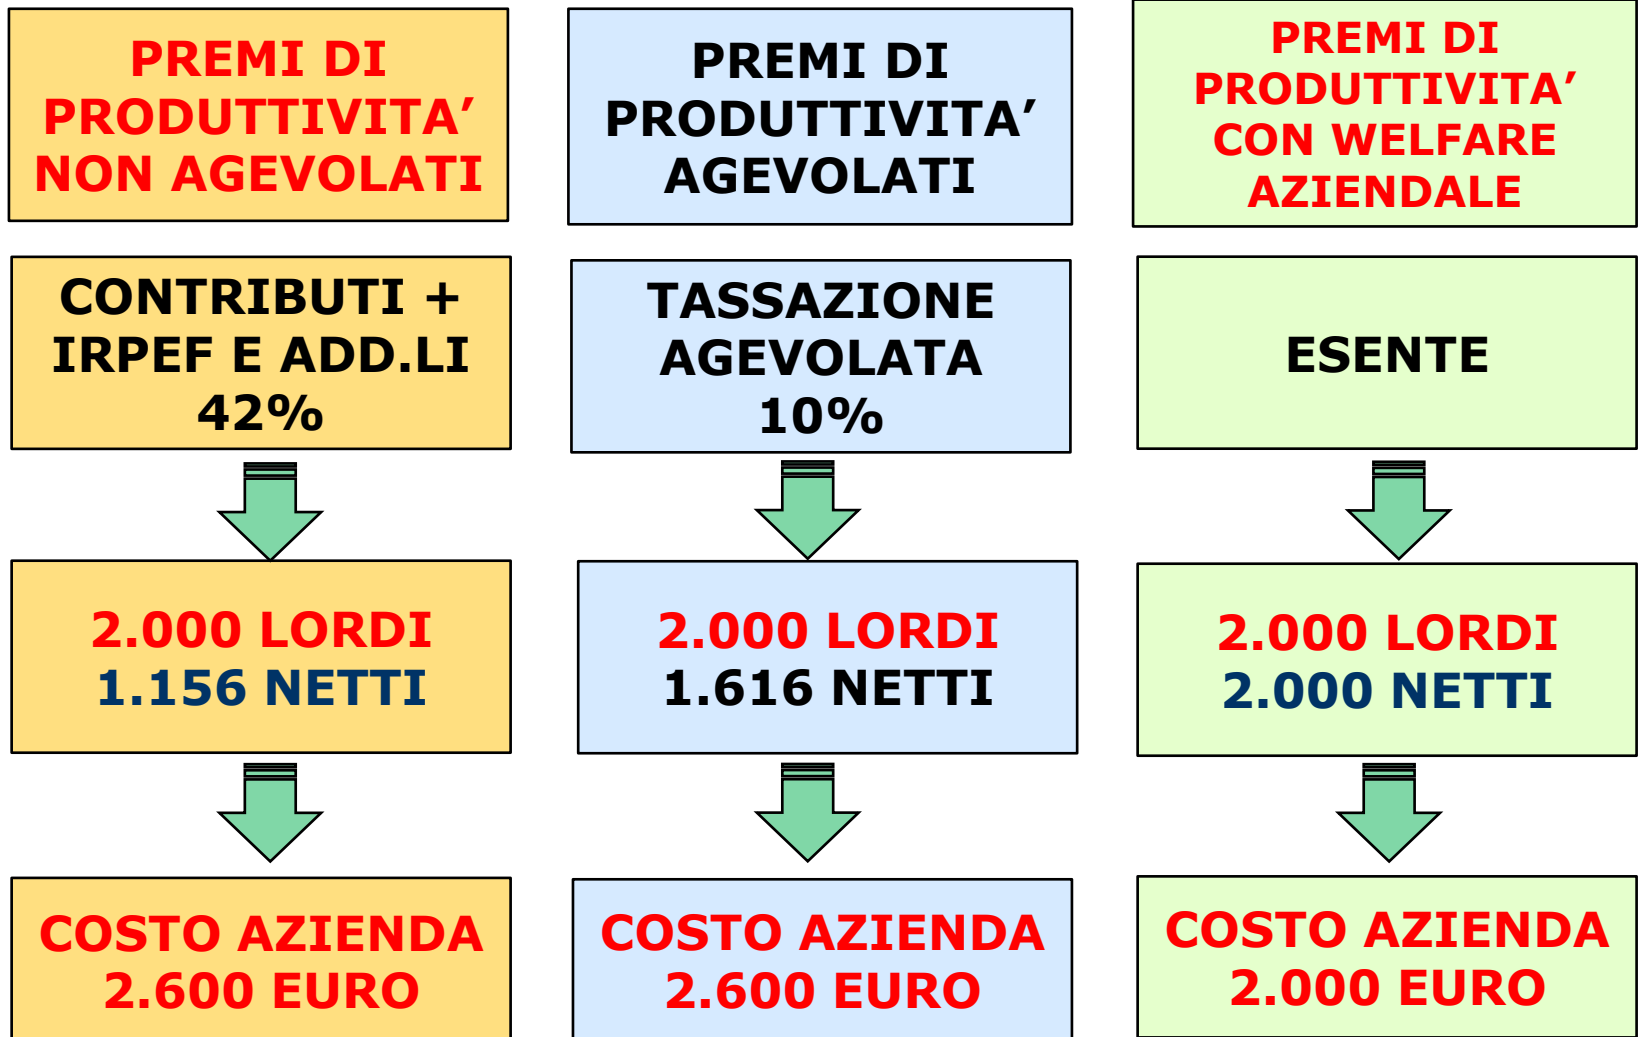 PREMI DI
PRODUTTIVITA’
NON AGEVOLATI
PREMI DI
PRODUTTIVITA’
AGEVOLATI
PREMI DI
PRODUTTIVITA’
CON WELFARE
AZIENDALE
CONTRIBUTI +
IRPEF E ADD.LI
42%
TASSAZIONE
AGEVOLATA
10%
ESENTE
2.000 LORDI
1.156 NETTI
2.000 LORDI
1.616 NETTI
2.000 LORDI
2.000 NETTI
COSTO AZIENDA
2.600 EURO
COSTO AZIENDA
2.600 EURO
COSTO AZIENDA
2.000 EURO